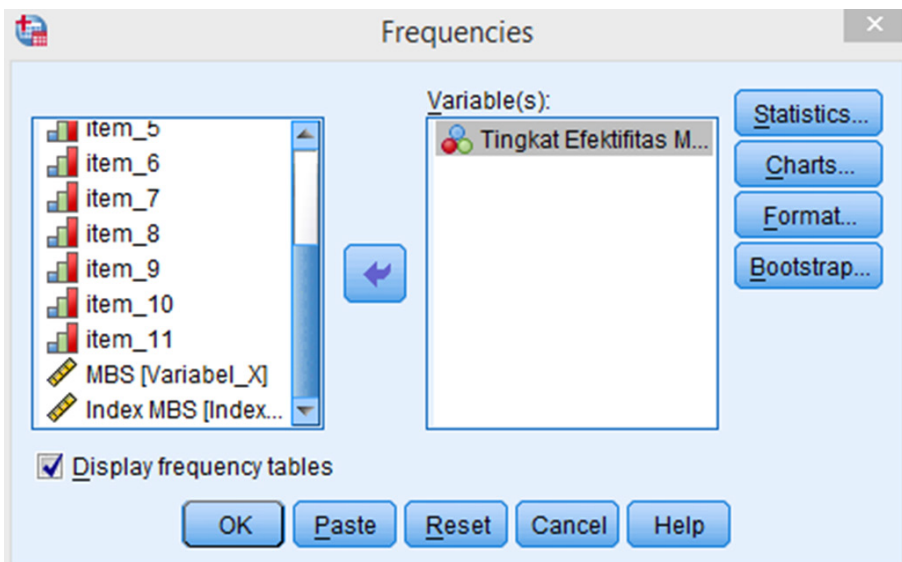 Frequencies
item_5
item_6
item_7
item_8
item_9
item_10
item_11
MBS [Variabel_X]
Index MBS [Index...
Variable(s):
Tingkat Efektifitas M...
Statistics...
Charts...
Format...
Bootstrap...
Display frequency tables
OK Paste Reset Cancel Help